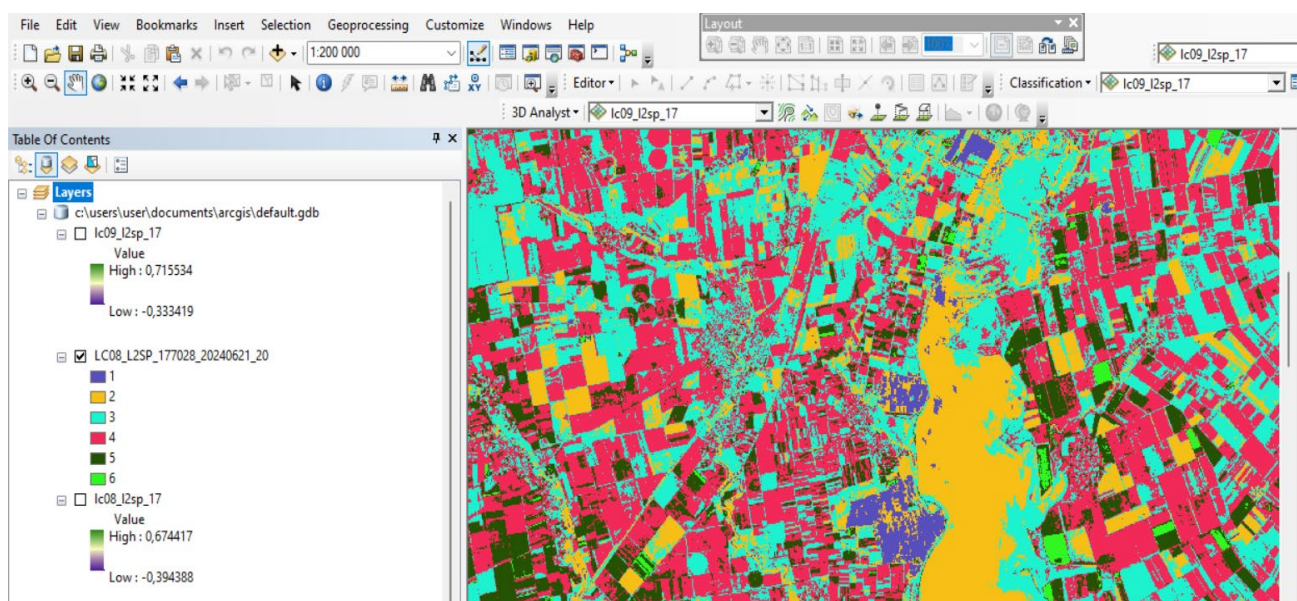 File Edit View Bookmarks Insert Selection Geoprocessing Customize Windows Help
Layout
1:200 000
lc09_l2sp_17
Editor
Classification
lc09_l2sp_17
3D Analyst
lc09_l2sp_17
Table Of Contents
Layers
c:\users\user\documents\arcgis\default.gdb
lc09_l2sp_17
Value
High : 0,715534
Low : -0,333419
LC08_L2SP_177028_20240621_20
1
2
3
4
5
6
lc08_l2sp_17
Value
High : 0,674417
Low : -0,394388